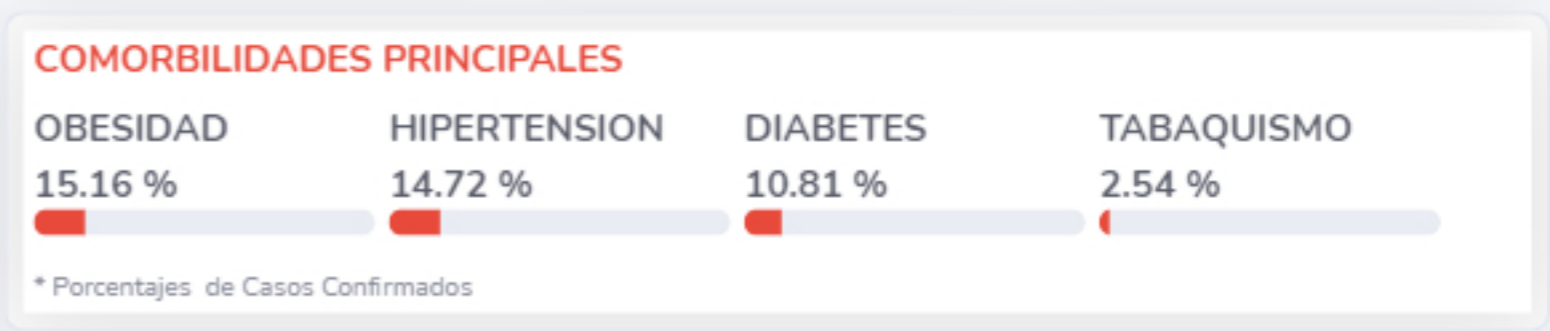 COMORBILIDADES PRINCIPALES
OBESIDAD HIPERTENSION DIABETES TABAQUISMO
15.16 % 14.72 % 10.81 % 2.54 %
* Porcentajes de Casos Confirmados